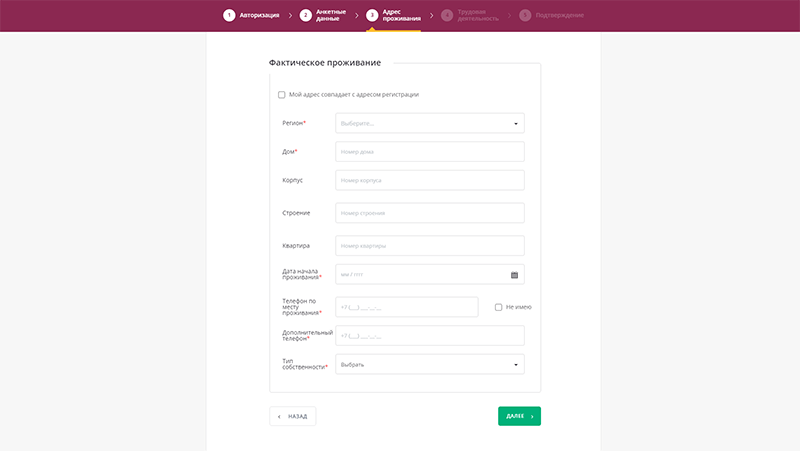 1 Авторизация
2 Анкетные
данные
3 Адрес
проживания
4 Трудовая
деятельность
5 Подтверждение
Фактическое проживание
Мой адрес совпадает с адресом регистрации
Регион*
Выберите...
Дом*
Номер дома
Корпус
Номер корпуса
Строение
Номер строения
Квартира
Номер квартиры
Дата начала
проживания*
мм / гггг
Телефон по
месту
проживания*
+7 (___) ___-__-__
Не имею
Дополнительный
телефон*
+7 (___) ___-__-__
Тип
собственности*
Выбрать
НАЗАД
ДАЛЕЕ